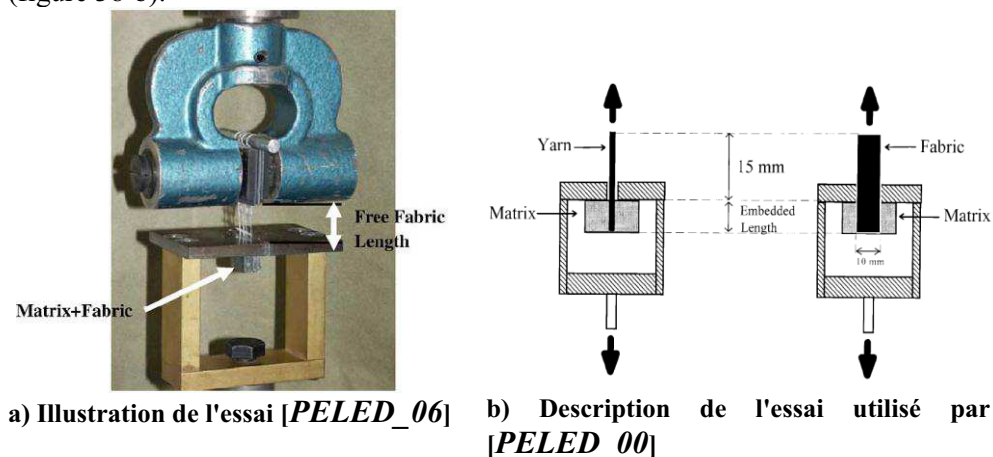 (figure 38-b).
Free Fabric
Length
Matrix+Fabric
a) Illustration de l'essai [PELED_06]
Yarn
15 mm
Fabric
Matrix
Embedded
Length
Matrix
10 mm
b) Description de l'essai utilisé par
[PELED_00]